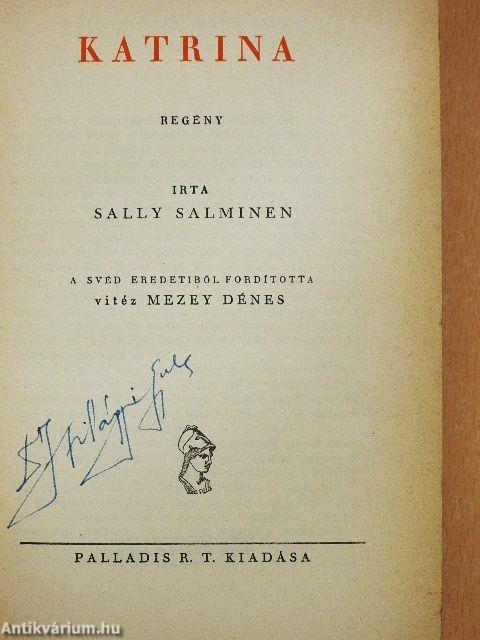 KATRINA
REGÉNY
IRTA
SALLY SALMINEN
A SVÉD EREDETIBŐL FORDÍTOTTA
vitéz MEZEY DÉNES
PALLADIS R. T. KIADÁSA
Antikvárium.hu